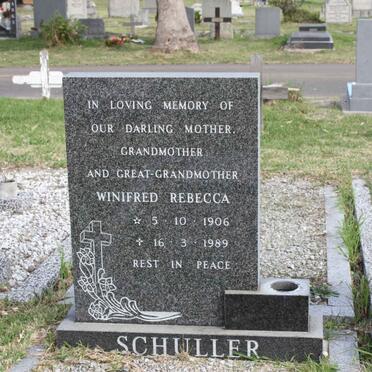 IN LOVING MEMORY OF
OUR DARLING MOTHER,
GRANDMOTHER
AND GREAT-GRANDMOTHER
WINIFRED REBECCA
☆ 5 - 10 - 1906
✝ 16 - 3 - 1989
REST IN PEACE
SCHULLER